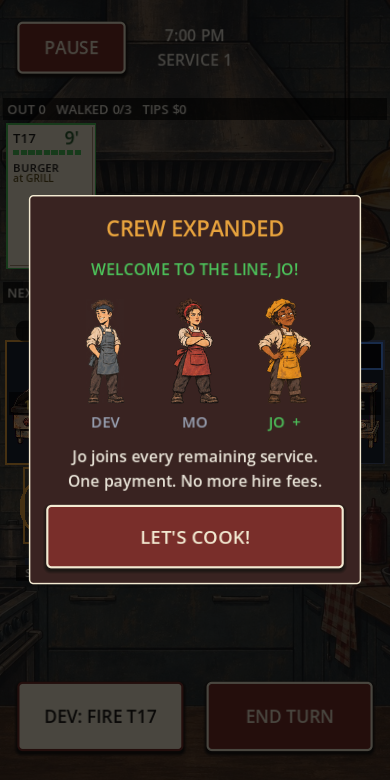 PAUSE
7:00 PM
SERVICE 1
OUT 0 WALKED 0/3 TIPS $0
T17 9'
BURGER
at GRILL
CREW EXPANDED
WELCOME TO THE LINE, JO!
DEV MO JO +
Jo joins every remaining service.
One payment. No more hire fees.
LET'S COOK!
DEV: FIRE T17
END TURN